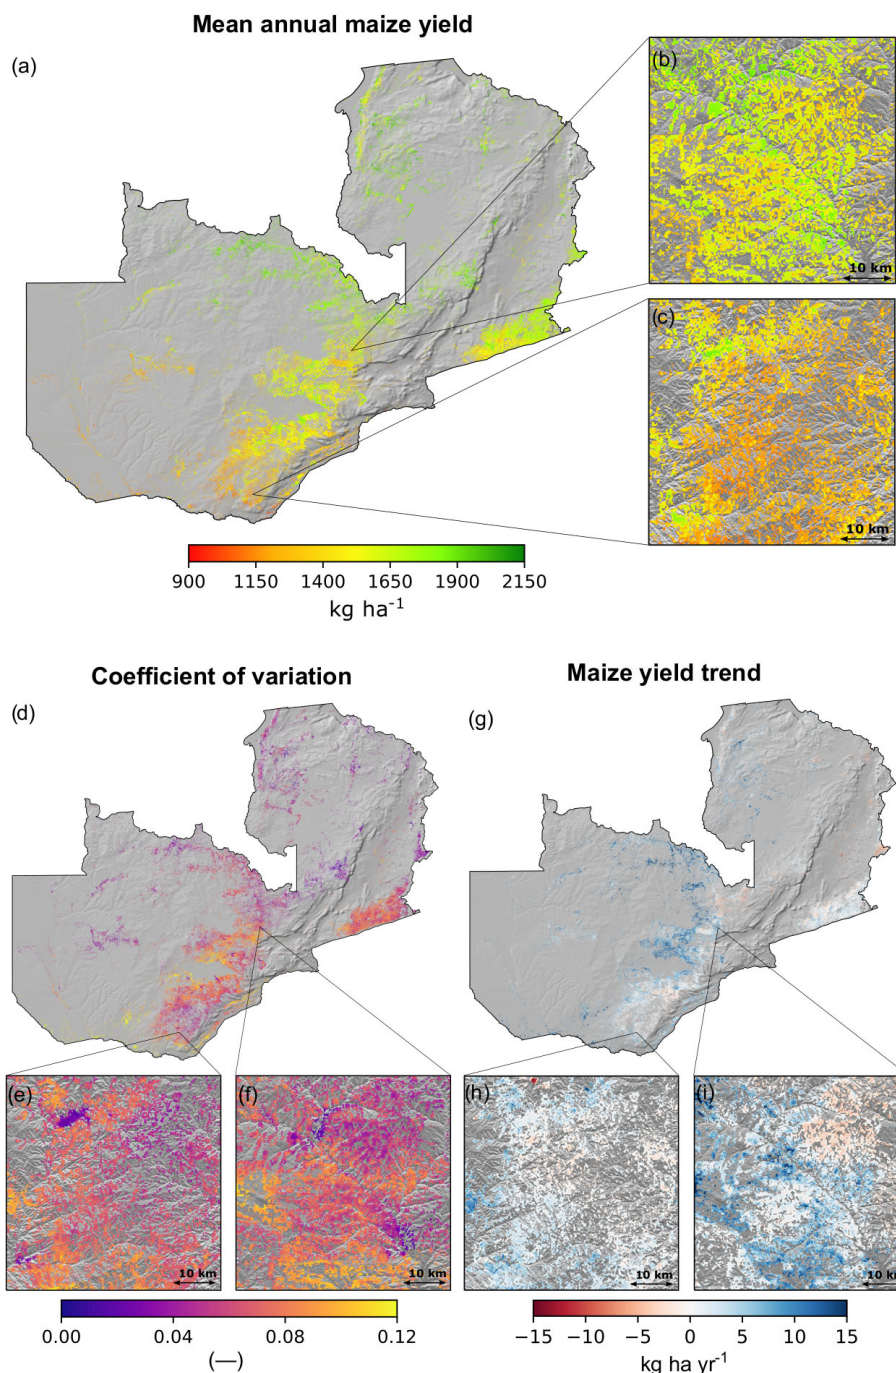 Mean annual maize yield
(a)
(b)
10 km
(c)
10 km
900 1150 1400 1650 1900 2150
kg ha⁻¹
Coefficient of variation
Maize yield trend
(d)
(g)
(e)
(f)
(h)
(i)
10 km
10 km
10 km
10 km
0.00 0.04 0.08 0.12
(—)
−15 −10 −5 0 5 10 15
kg ha yr⁻¹